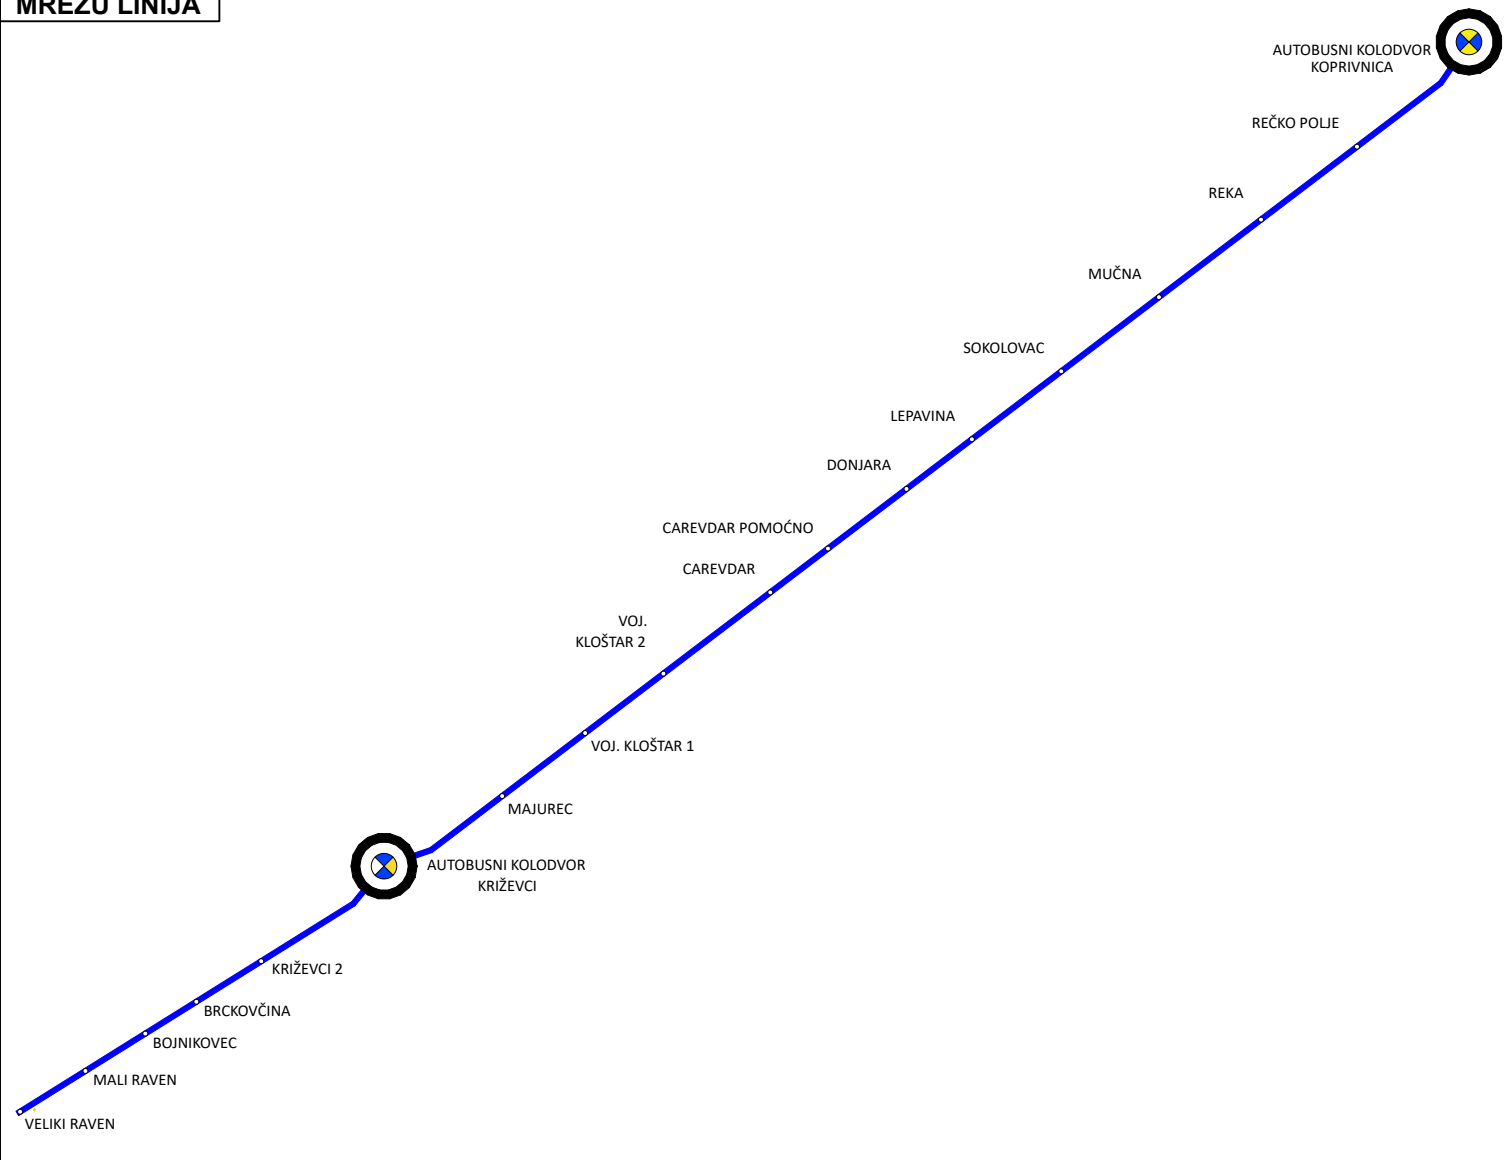 MREŽU LINIJA
AUTOBUSNI KOLODVOR
KOPRIVNICA
REČKO POLJE
REKA
MUČNA
SOKOLOVAC
LEPAVINA
DONJARA
CAREVDAR POMOĆNO
CAREVDAR
VOJ.
KLOŠTAR 2
VOJ. KLOŠTAR 1
MAJUREC
AUTOBUSNI KOLODVOR
KRIŽEVCI
KRIŽEVCI 2
BRCKOVČINA
BOJNIKOVEC
MALI RAVEN
VELIKI RAVEN